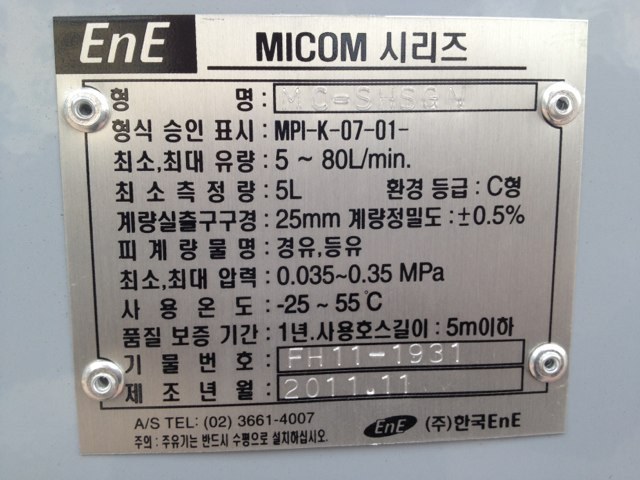 EnE MICOM 시리즈
형 명 :
형식 승인 표시 : MPI-K-07-01-
최소,최대 유량 : 5 ~ 80L/min.
최 소 측 정 량 : 5L 환경 등급 : C형
계량실출구구경 : 25mm 계량정밀도 : ±0.5%
피 계 량 물 명 : 경유,등유
최소,최대 압력 : 0.035~0.35 MPa
사 용 온 도 : -25 ~ 55℃
품질 보증 기간 : 1년.사용호스길이 : 5m이하
기 물 번 호 : FH11-1931
제 조 년 월 : 2011.11
A/S TEL: (02) 3661-4007 EnE (주)한국EnE
주의 : 주유기는 반드시 수평으로 설치하십시오.